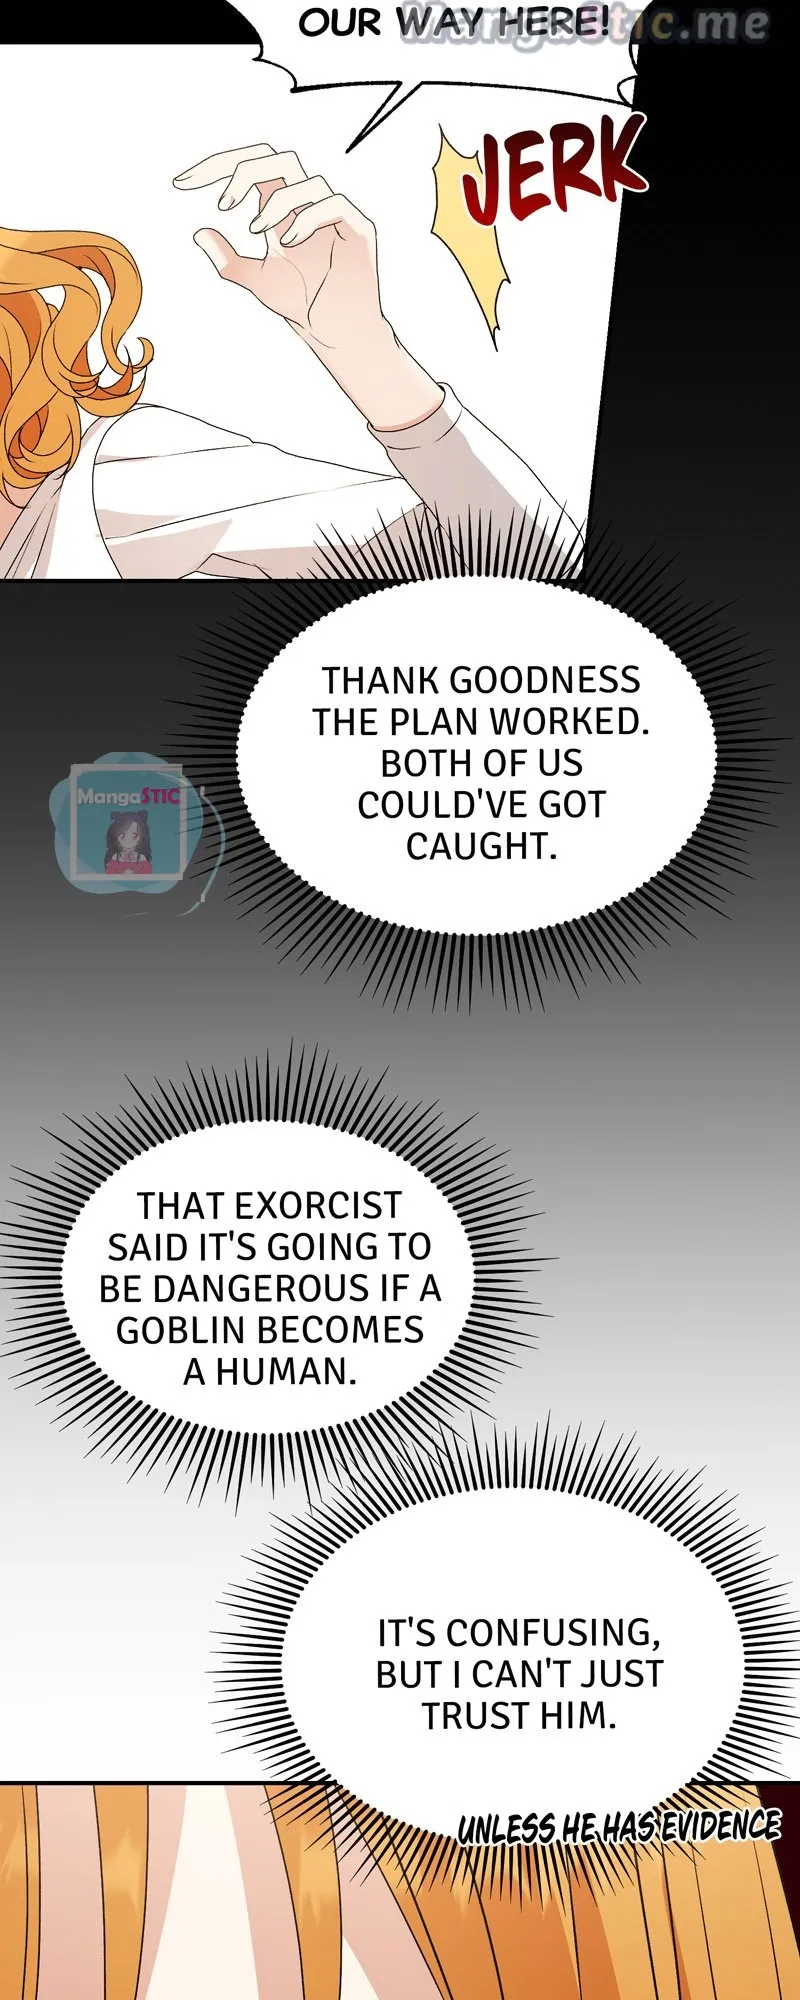 OUR WAY HERE!
MangaStic.me
JERK
THANK GOODNESS
THE PLAN WORKED.
BOTH OF US
COULD'VE GOT
CAUGHT.
MangaSTIC
THAT EXORCIST
SAID IT'S GOING TO
BE DANGEROUS IF A
GOBLIN BECOMES
A HUMAN.
IT'S CONFUSING,
BUT I CAN'T JUST
TRUST HIM.
UNLESS HE HAS EVIDENCE